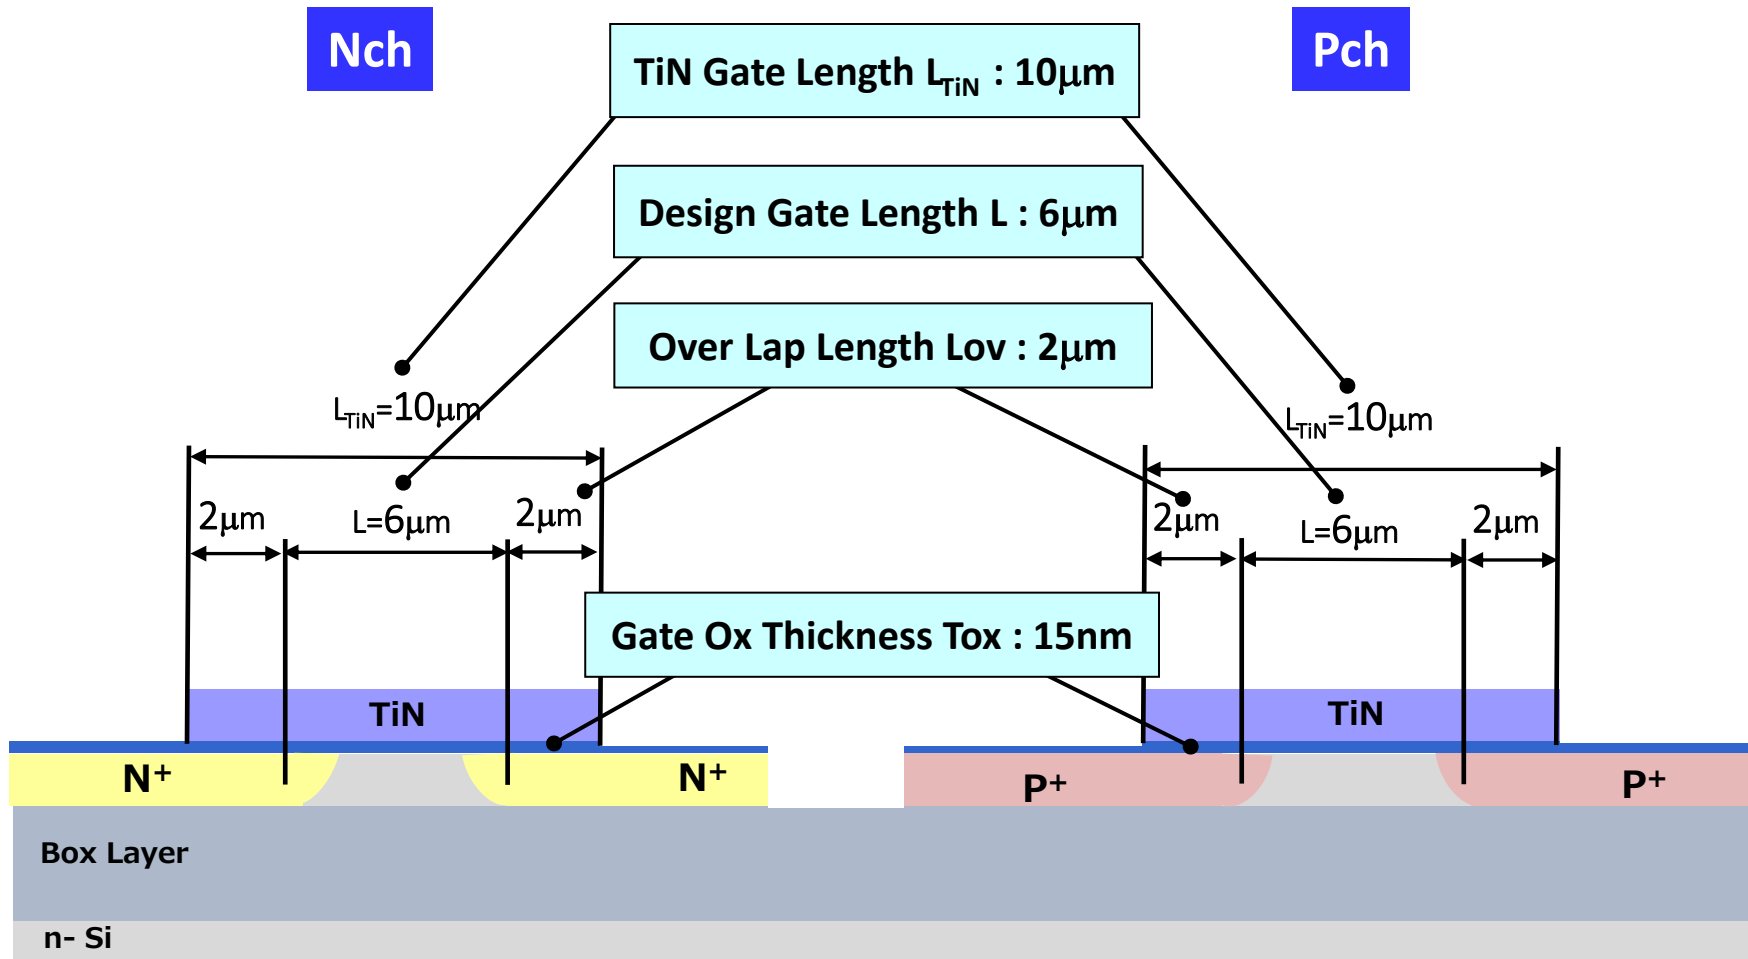 Nch
Pch
TiN Gate Length LTiN : 10μm
Design Gate Length L : 6μm
Over Lap Length Lov : 2μm
LTiN=10μm
LTiN=10μm
2μm
L=6μm
2μm
2μm
L=6μm
2μm
Gate Ox Thickness Tox : 15nm
TiN
TiN
N+
N+
P+
P+
Box Layer
n- Si